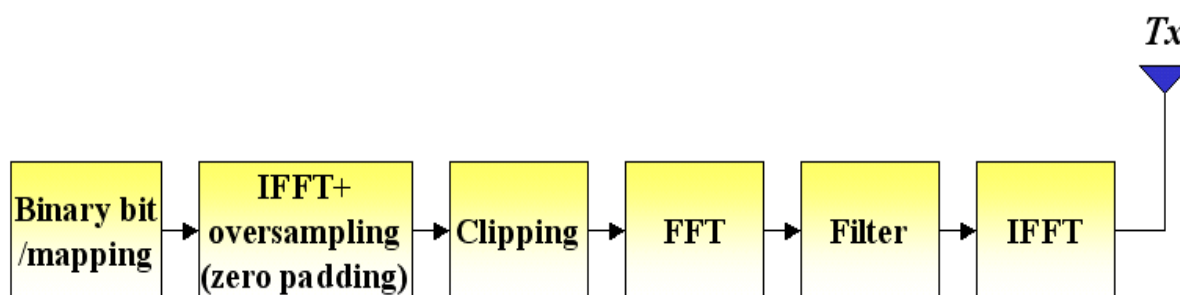 Tx
Binary bit
/mapping
IFFT+
oversampling
(zero padding)
Clipping
FFT
Filter
IFFT